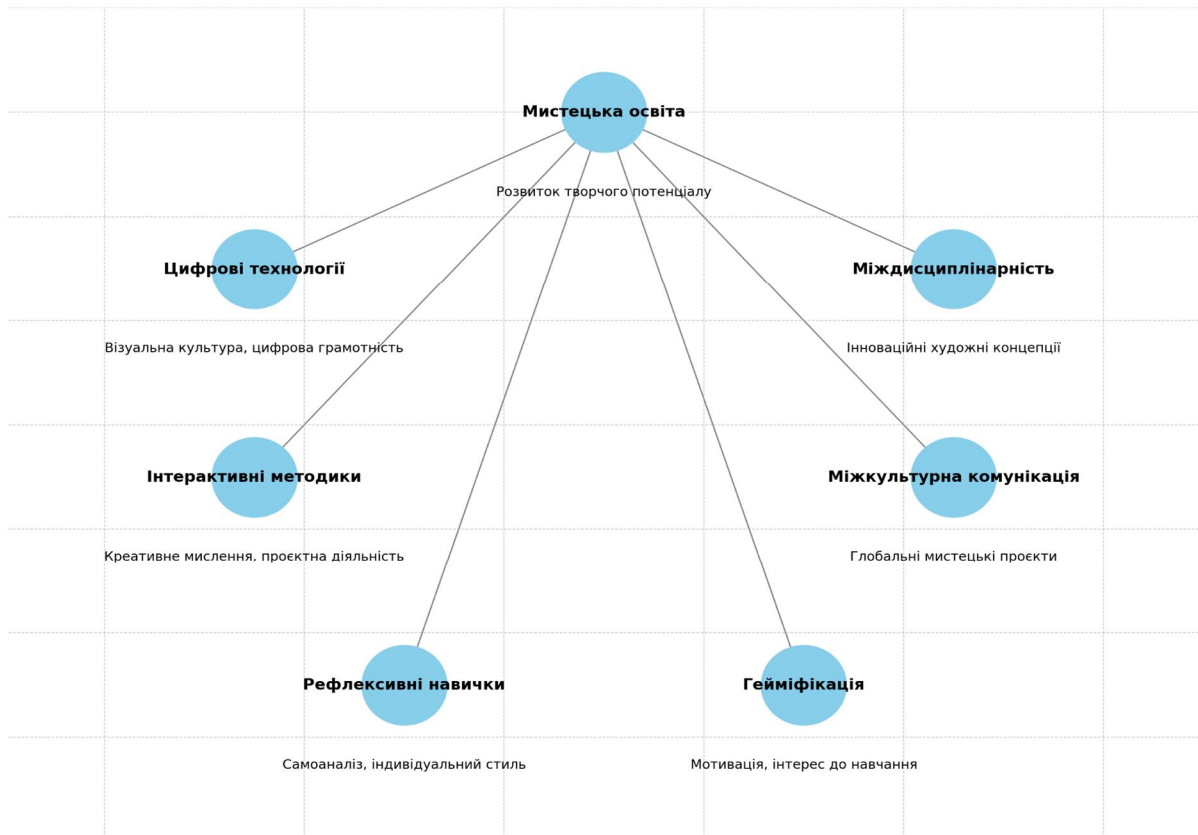 Мистецька освіта
Розвиток творчого потенціалу
Цифрові технології
Міждисциплінарність
Візуальна культура, цифрова грамотність
Інноваційні художні концепції
Інтерактивні методики
Міжкультурна комунікація
Креативне мислення, проєктна діяльність
Глобальні мистецькі проєкти
Рефлексивні навички
Гейміфікація
Самоаналіз, індивідуальний стиль
Мотивація, інтерес до навчання